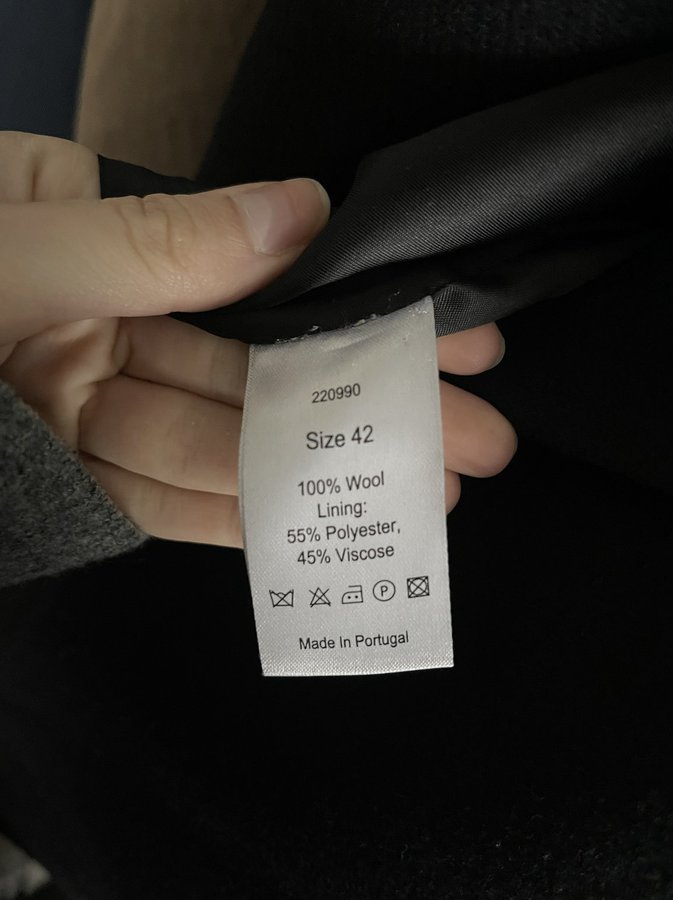 220990
Size 42
100% Wool
Lining:
55% Polyester,
45% Viscose
P
Made In Portugal